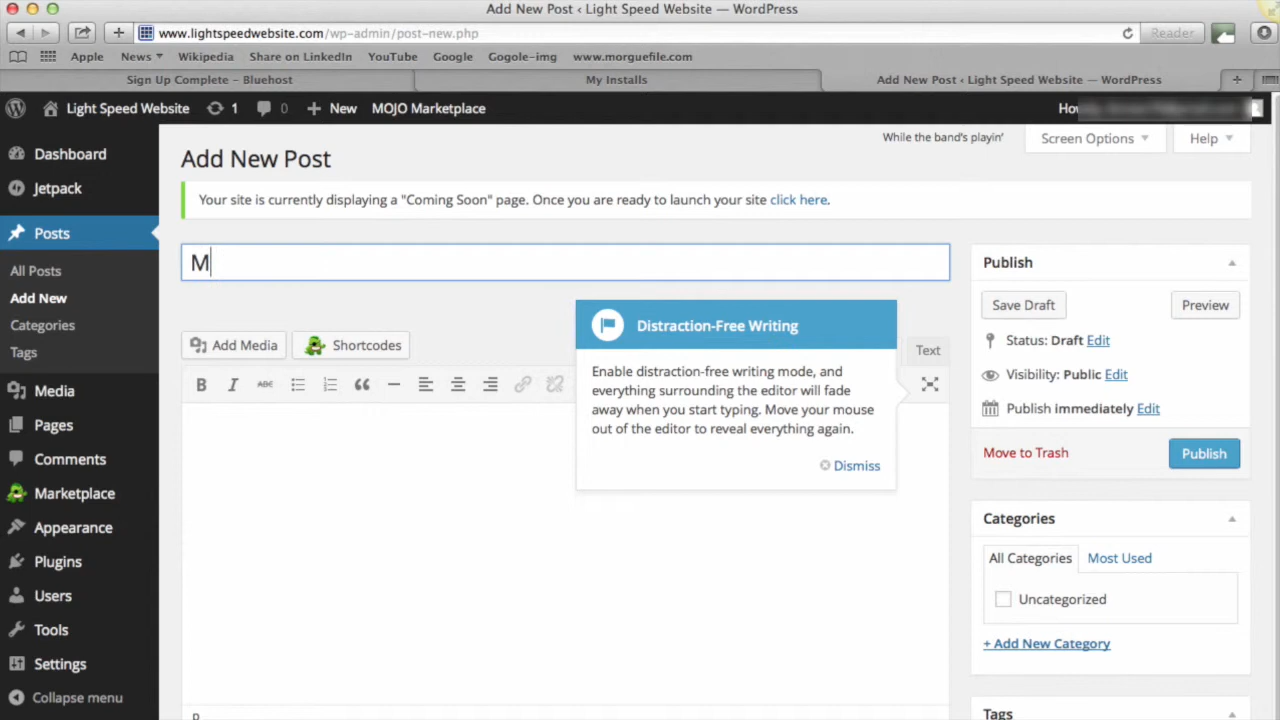 Add New Post ‹ Light Speed Website — WordPress
www.lightspeedwebsite.com/wp-admin/post-new.php
Reader
Apple News Wikipedia Share on LinkedIn YouTube Google Gogole-img www.morguefile.com
Sign Up Complete – Bluehost My Installs Add New Post ‹ Light Speed Website — WordPress
Light Speed Website 1 0 New MOJO Marketplace
While the band's playin'
Screen Options
Help
Dashboard
Jetpack
Posts
All Posts
Add New
Categories
Tags
Media
Pages
Comments
Marketplace
Appearance
Plugins
Users
Tools
Settings
Collapse menu
Add New Post
Your site is currently displaying a "Coming Soon" page. Once you are ready to launch your site click here.
M
Add Media
Shortcodes
Text
B I ABC
Distraction-Free Writing
Enable distraction-free writing mode, and
everything surrounding the editor will fade
away when you start typing. Move your mouse
out of the editor to reveal everything again.
Dismiss
Publish
Save Draft
Preview
Status: Draft Edit
Visibility: Public Edit
Publish immediately Edit
Move to Trash
Publish
Categories
All Categories
Most Used
Uncategorized
+ Add New Category
Tags